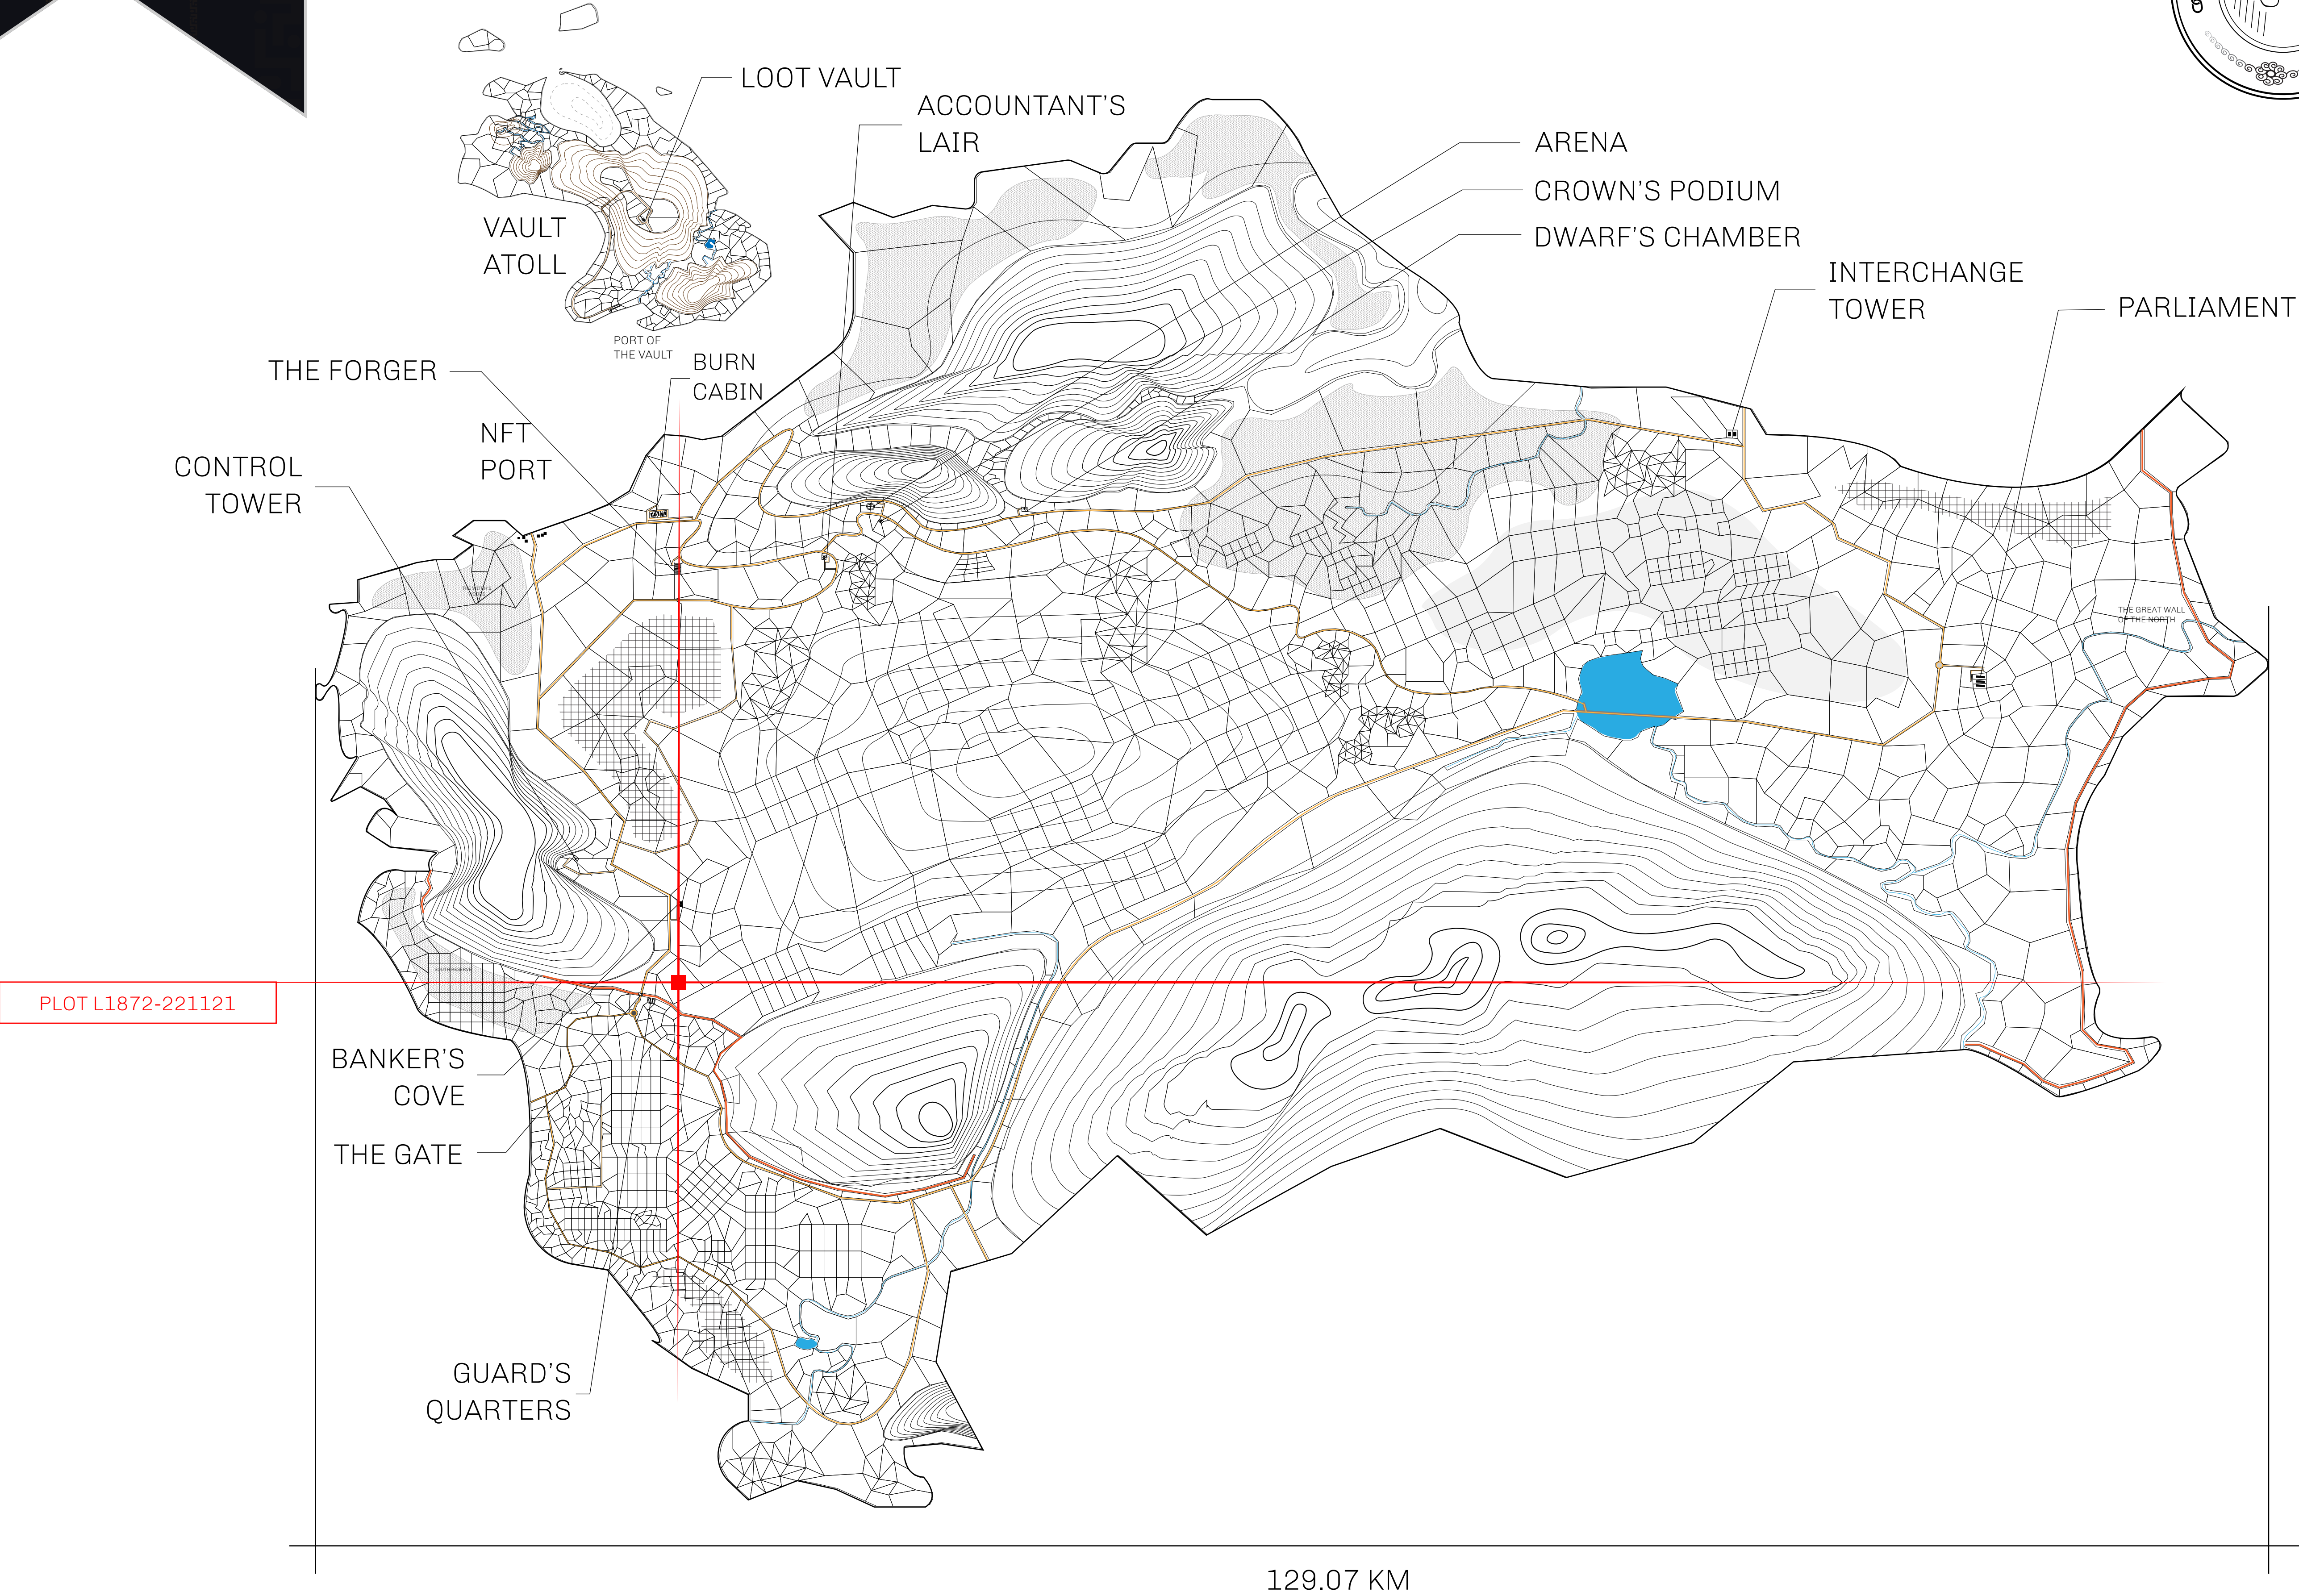 LOOT VAULT
ACCOUNTANT'S
LAIR
ARENA
CROWN'S PODIUM
DWARF'S CHAMBER
VAULT
ATOLL
INTERCHANGE
TOWER
PARLIAMENT
PORT OF
THE VAULT
BURN
CABIN
THE FORGER
NFT
PORT
CONTROL
TOWER
THE GREAT WALL
OF THE NORTH
SOUTH RESERVE
PLOT L1872-221121
BANKER'S
COVE
THE GATE
GUARD'S
QUARTERS
129.07 KM